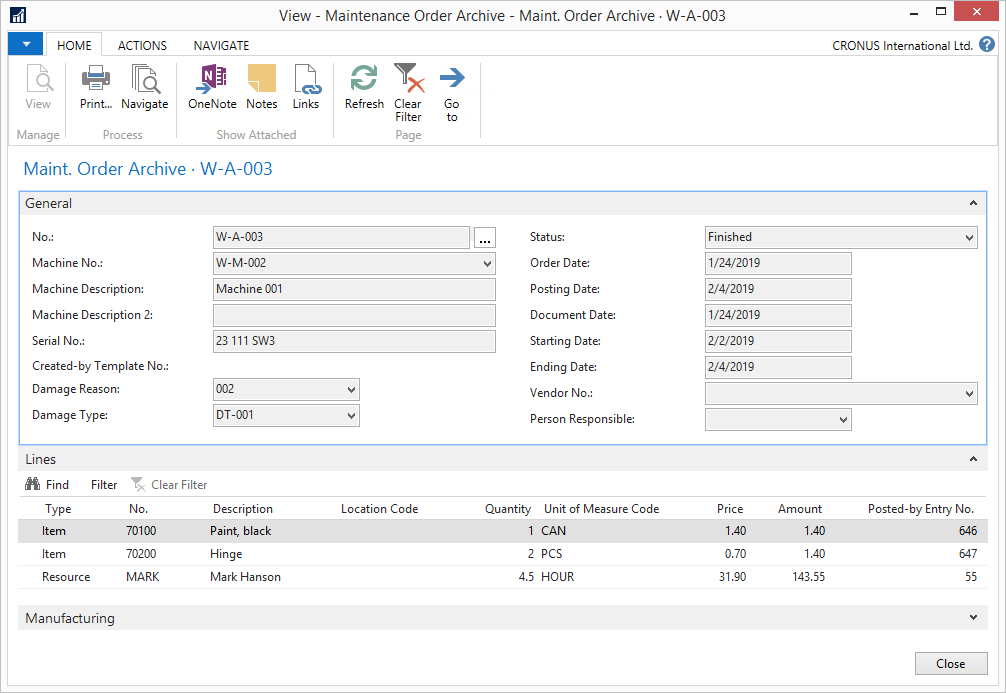 View - Maintenance Order Archive - Maint. Order Archive · W-A-003
HOME ACTIONS NAVIGATE
CRONUS International Ltd. ?
View
Print... Navigate
OneNote Notes Links
Refresh Clear Filter Go to
Manage Process Show Attached Page
Maint. Order Archive · W-A-003
General
No.: W-A-003 ...
Machine No.: W-M-002
Machine Description: Machine 001
Machine Description 2:
Serial No.: 23 111 SW3
Created-by Template No.:
Damage Reason: 002
Damage Type: DT-001
Status: Finished
Order Date: 1/24/2019
Posting Date: 2/4/2019
Document Date: 1/24/2019
Starting Date: 2/2/2019
Ending Date: 2/4/2019
Vendor No.:
Person Responsible:
Lines
Find Filter Clear Filter
Type No. Description Location Code Quantity Unit of Measure Code Price Amount Posted-by Entry No.
Item 70100 Paint, black 1 CAN 1.40 1.40 646
Item 70200 Hinge 2 PCS 0.70 1.40 647
Resource MARK Mark Hanson 4.5 HOUR 31.90 143.55 55
Manufacturing
Close